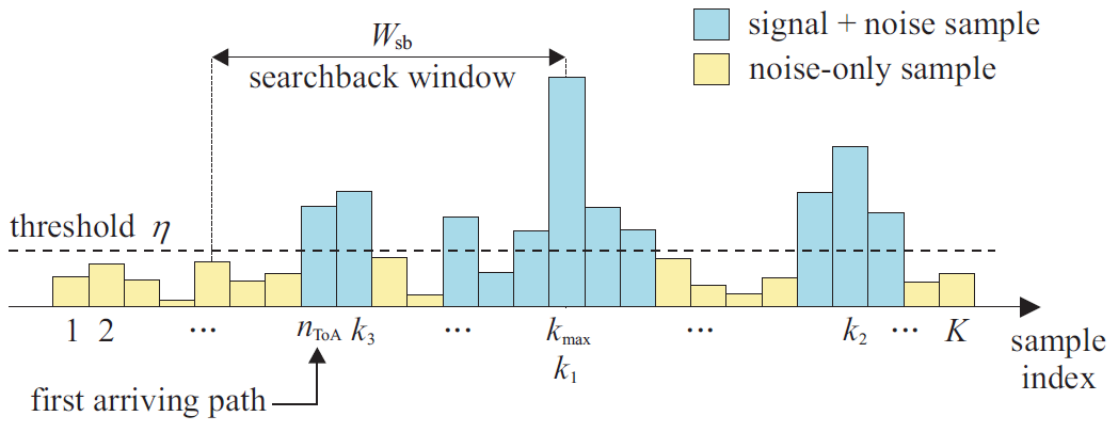 W_sb
searchback window
signal + noise sample
noise-only sample
threshold η
1 2 ... n_ToA k_3 ... k_max ... k_2 ... K
k_1
sample
index
first arriving path